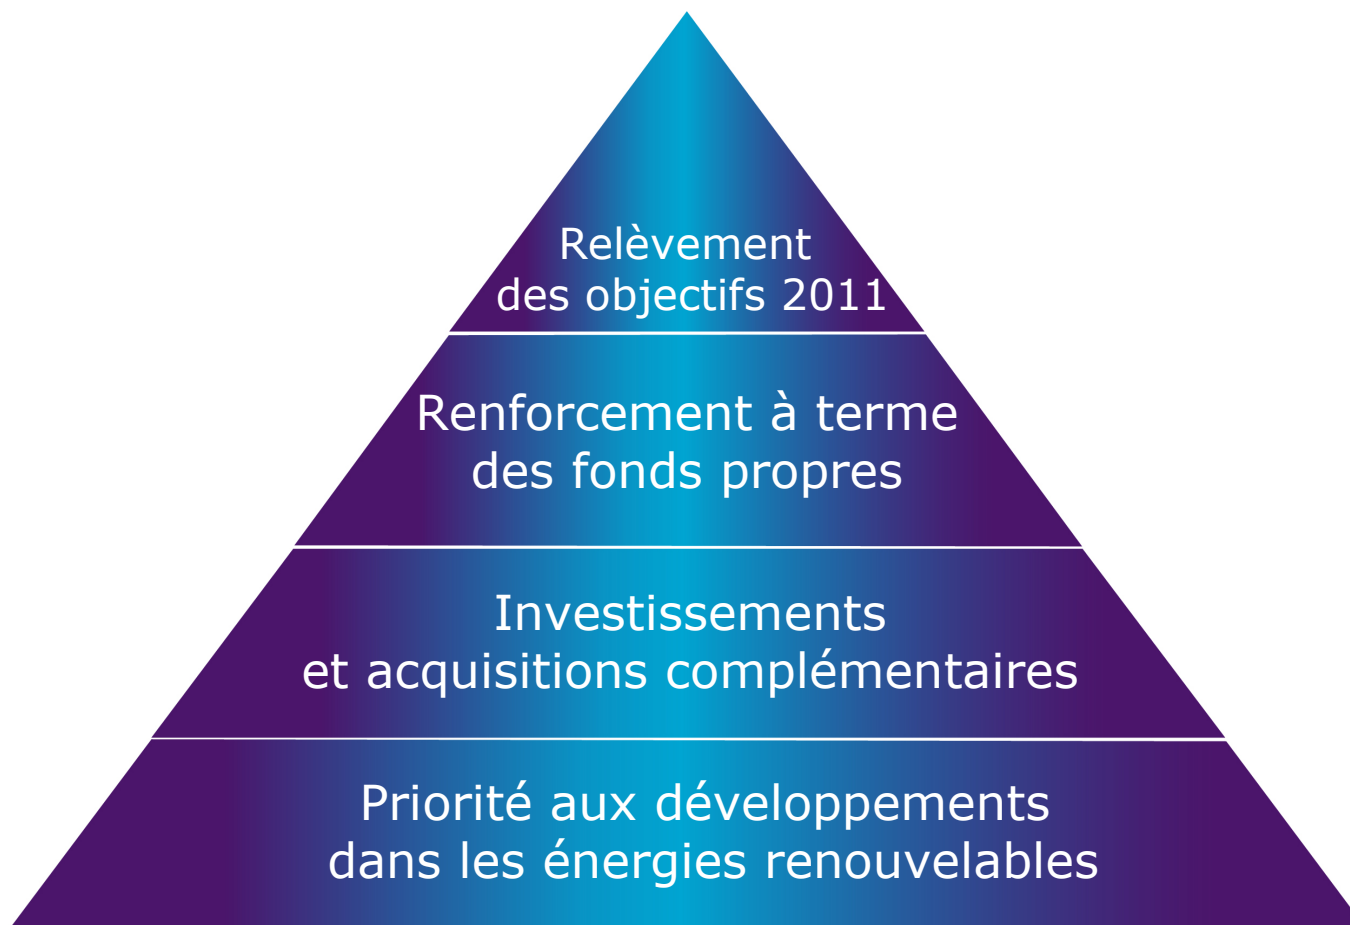 Relèvement
des objectifs 2011
Renforcement à terme
des fonds propres
Investissements
et acquisitions complémentaires
Priorité aux développements
dans les énergies renouvelables